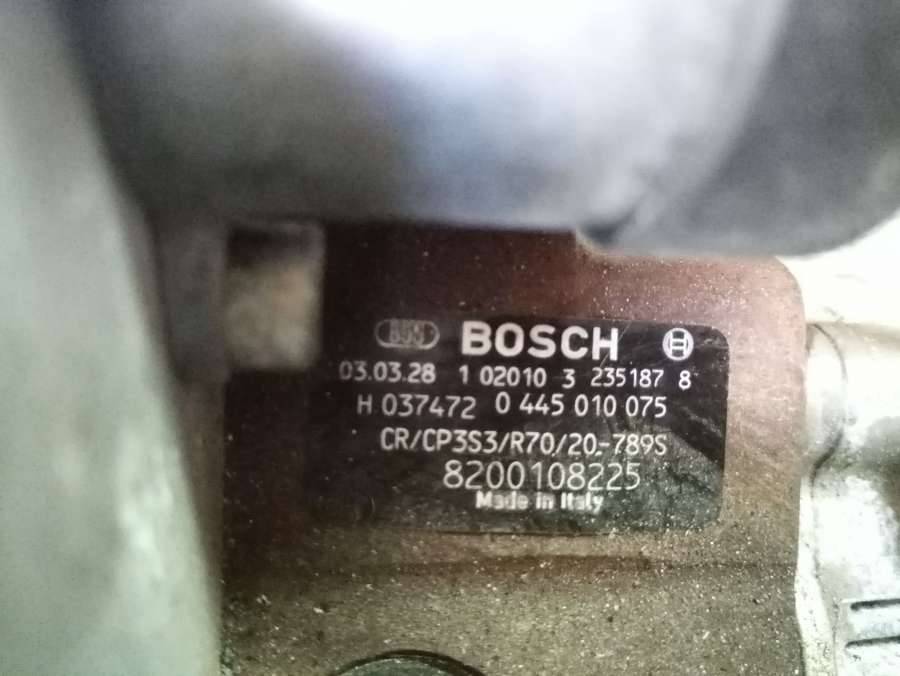 BOSCH
03.03.28 1 02010 3 235187 8
H 037472 0 445 010 075
CR/CP3S3/R70/20-789S
8200108225
Made in Italy